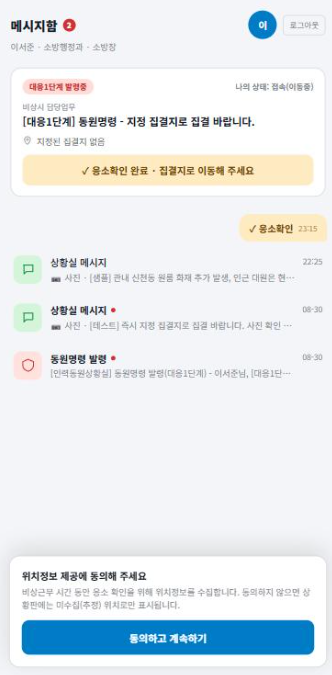 메시지함 2
이 로그아웃
이서준 · 소방행정과 · 소방장
대응1단계 발령중 나의 상태: 접속(이동중)
비상시 담당업무
[대응1단계] 동원명령 - 지정 집결지로 집결 바랍니다.
지정된 집결지 없음
✓ 응소확인 완료 · 집결지로 이동해 주세요
✓ 응소확인 23:15
상황실 메시지 22:25
사진 · [샘플] 관내 신천동 원룸 화재 추가 발생, 인근 대원은 현…
상황실 메시지 08-30
사진 · [테스트] 즉시 지정 집결지로 집결 바랍니다. 사진 확인 …
동원명령 발령 08-30
[인력동원상황실] 동원명령 발령(대응1단계) - 이서준님, [대응1단…
위치정보 제공에 동의해 주세요
비상근무 시간 동안 응소 확인을 위해 위치정보를 수집합니다. 동의하지 않으면 상
황판에는 미수집(추정) 위치로만 표시됩니다.
동의하고 계속하기